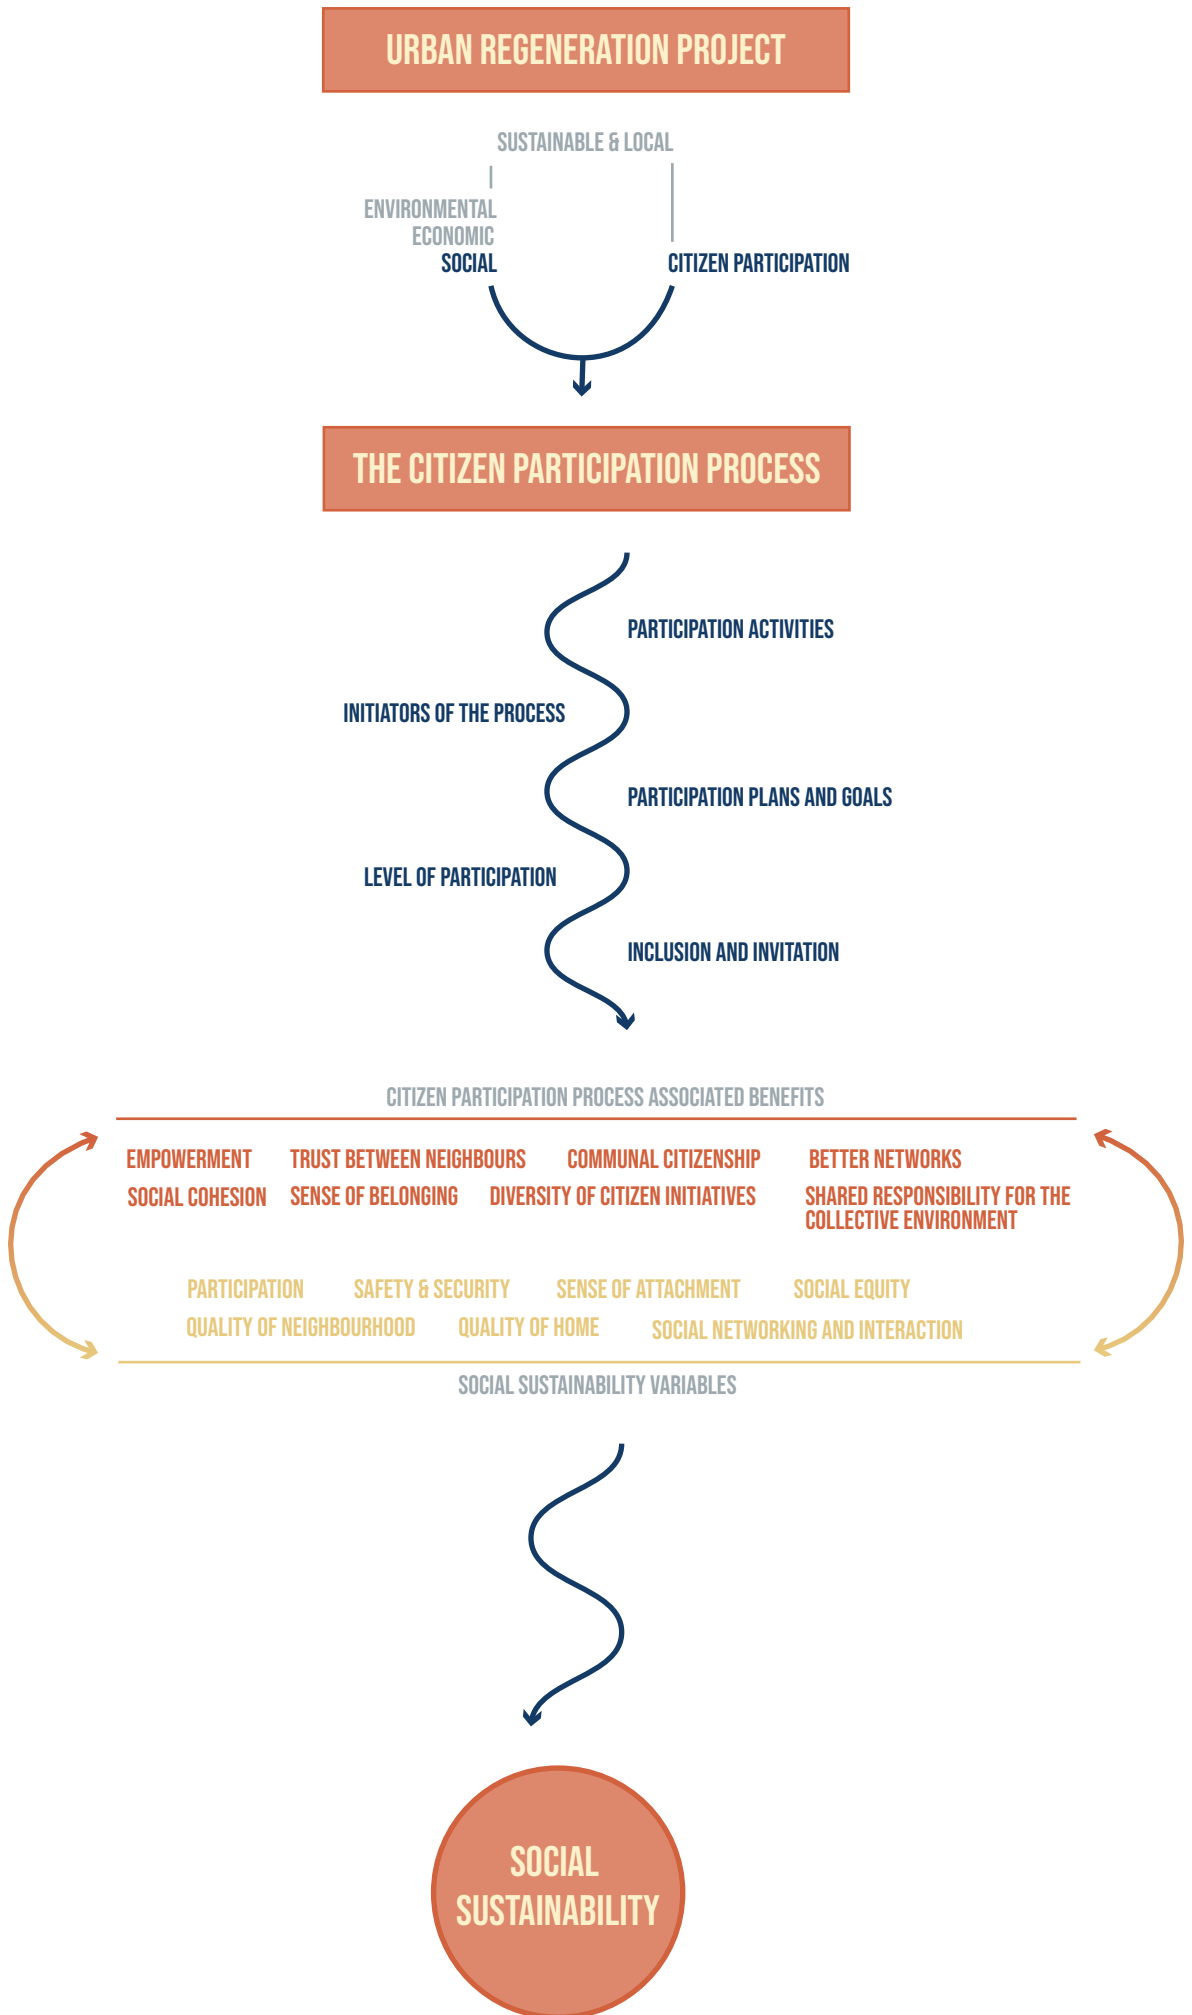 URBAN REGENERATION PROJECT
SUSTAINABLE & LOCAL
ENVIRONMENTAL
ECONOMIC
SOCIAL
CITIZEN PARTICIPATION
THE CITIZEN PARTICIPATION PROCESS
PARTICIPATION ACTIVITIES
INITIATORS OF THE PROCESS
PARTICIPATION PLANS AND GOALS
LEVEL OF PARTICIPATION
INCLUSION AND INVITATION
CITIZEN PARTICIPATION PROCESS ASSOCIATED BENEFITS
EMPOWERMENT TRUST BETWEEN NEIGHBOURS COMMUNAL CITIZENSHIP BETTER NETWORKS
SOCIAL COHESION SENSE OF BELONGING DIVERSITY OF CITIZEN INITIATIVES SHARED RESPONSIBILITY FOR THE
COLLECTIVE ENVIRONMENT
PARTICIPATION SAFETY & SECURITY SENSE OF ATTACHMENT SOCIAL EQUITY
QUALITY OF NEIGHBOURHOOD QUALITY OF HOME SOCIAL NETWORKING AND INTERACTION
SOCIAL SUSTAINABILITY VARIABLES
SOCIAL
SUSTAINABILITY